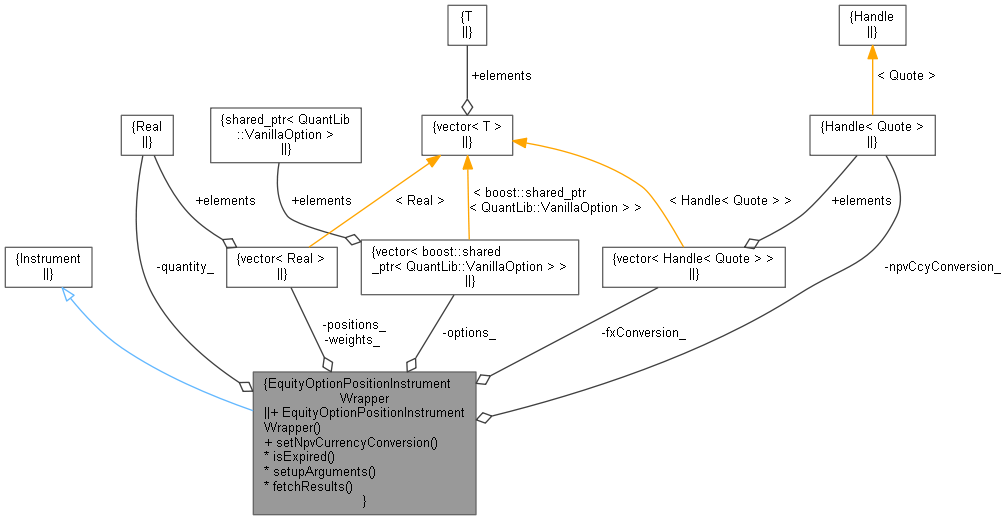 {T
||}
{Handle
||}
+elements
< Quote >
{Real
||}
{shared_ptr< QuantLib
::VanillaOption >
||}
{vector< T >
||}
{Handle< Quote >
||}
+elements
+elements
< Real >
< boost::shared_ptr
< QuantLib::VanillaOption > >
< Handle< Quote > >
+elements
{Instrument
||}
-quantity_
{vector< Real >
||}
{vector< boost::shared
_ptr< QuantLib::VanillaOption > >
||}
{vector< Handle< Quote > >
||}
-npvCcyConversion_
-positions_
-weights_
-options_
-fxConversion_
{EquityOptionPositionInstrument
Wrapper
||+ EquityOptionPositionInstrument
Wrapper()
+ setNpvCurrencyConversion()
* isExpired()
* setupArguments()
* fetchResults()
}